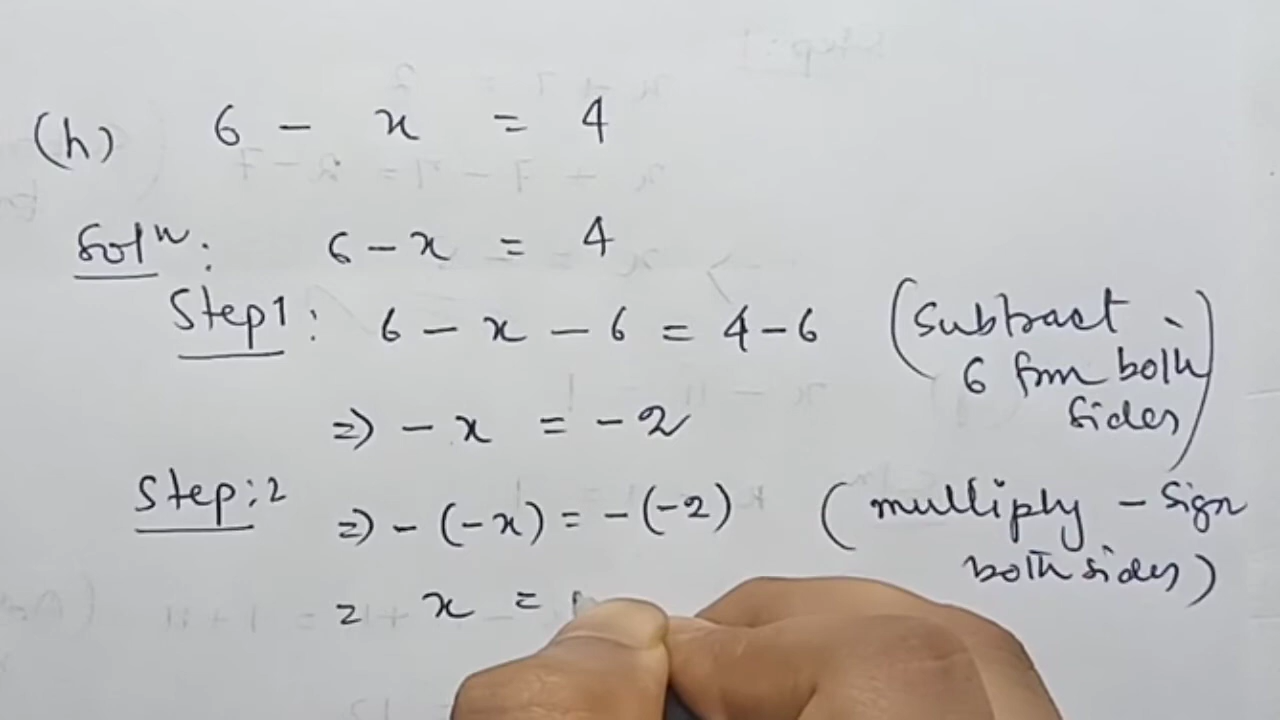 (h) 6 - x = 4
Solⁿ: 6 - x = 4
Step1: 6 - x - 6 = 4 - 6 (Subtract
6 from both
sides)
=> - x = - 2
Step:2 => - (-x) = - (-2) (multiply - sign
both sides)
= x =